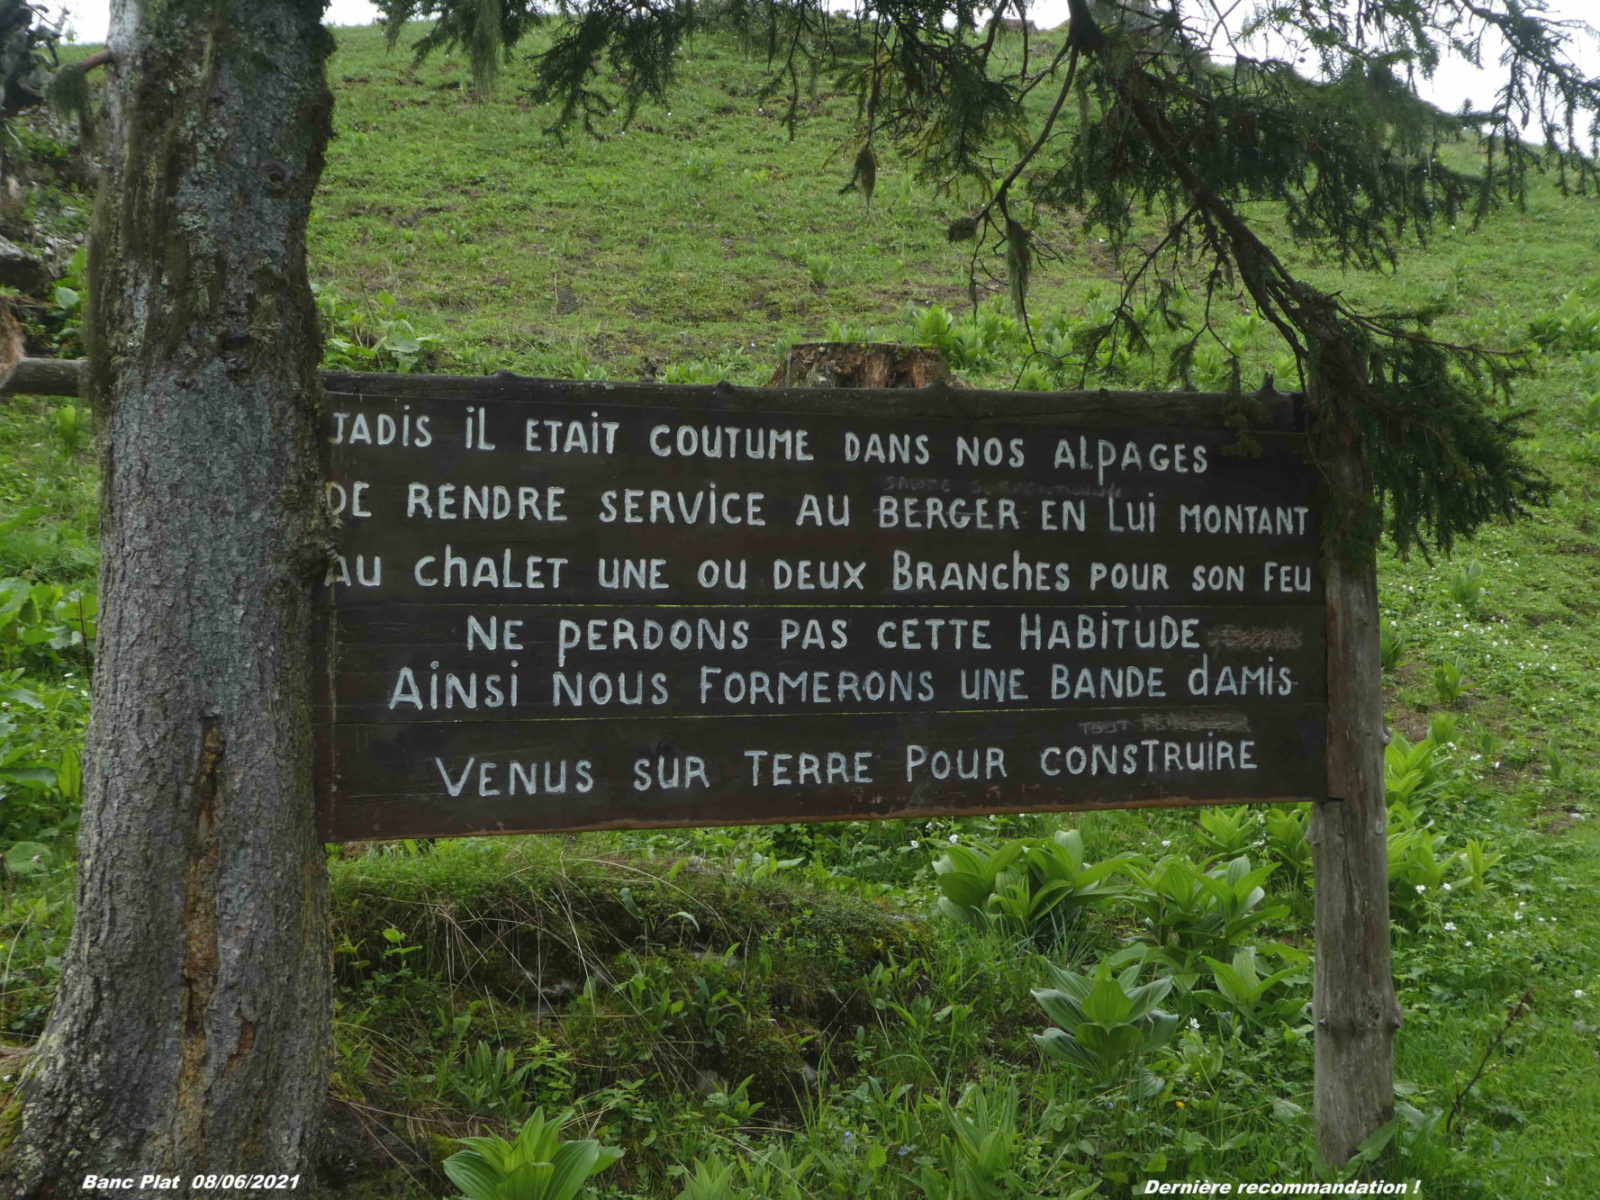 JADIS IL ETAIT COUTUME DANS NOS ALPAGES
DE RENDRE SERVICE AU BERGER EN LUI MONTANT
AU CHALET UNE OU DEUX BRANCHES POUR SON FEU
NE PERDONS PAS CETTE HABITUDE
AINSI NOUS FORMERONS UNE BANDE dAMIS
TOUT
VENUS SUR TERRE POUR CONSTRUIRE
Banc Plat 08/06/2021
Dernière recommandation !